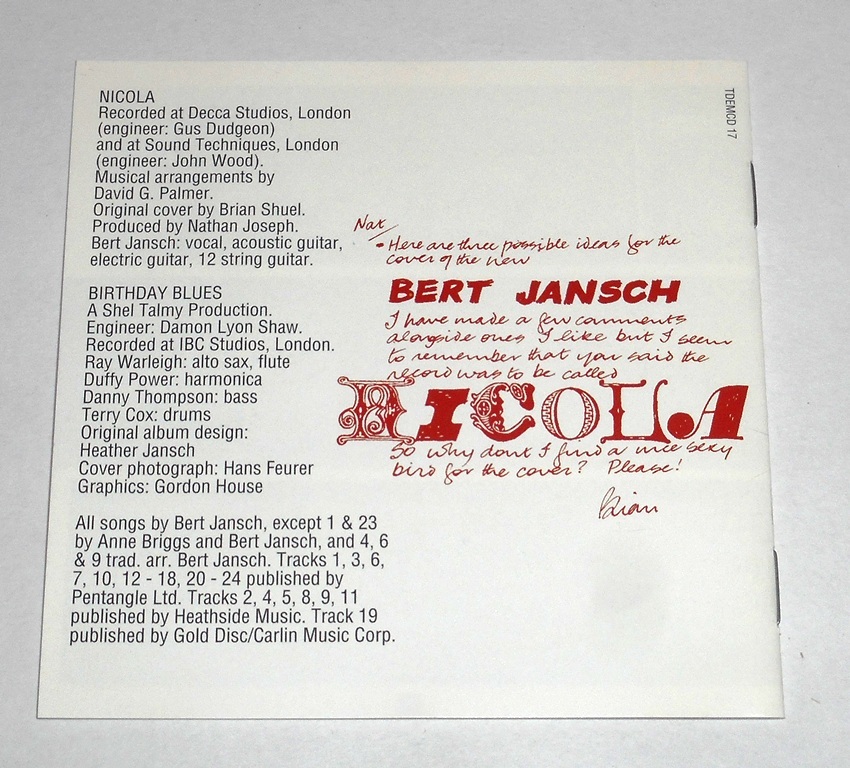 NICOLA
Recorded at Decca Studios, London
(engineer: Gus Dudgeon)
and at Sound Techniques, London
(engineer: John Wood).
Musical arrangements by
David G. Palmer.
Original cover by Brian Shuel.
Produced by Nathan Joseph.
Bert Jansch: vocal, acoustic guitar,
electric guitar, 12 string guitar.
BIRTHDAY BLUES
A Shel Talmy Production.
Engineer: Damon Lyon Shaw.
Recorded at IBC Studios, London.
Ray Warleigh: alto sax, flute
Duffy Power: harmonica
Danny Thompson: bass
Terry Cox: drums
Original album design:
Heather Jansch
Cover photograph: Hans Feurer
Graphics: Gordon House
All songs by Bert Jansch, except 1 & 23
by Anne Briggs and Bert Jansch, and 4, 6
& 9 trad. arr. Bert Jansch. Tracks 1, 3, 6,
7, 10, 12 - 18, 20 - 24 published by
Pentangle Ltd. Tracks 2, 4, 5, 8, 9, 11
published by Heathside Music. Track 19
published by Gold Disc/Carlin Music Corp.
Nat
• Here are three possible ideas for the
cover of the new
BERT JANSCH
I have made a few comments
alongside ones I like but I seem
to remember that you said the
record was to be called
NICOLA
So why dont I find a nice sexy
bird for the cover? Please!
Brian
TDEMCD 17